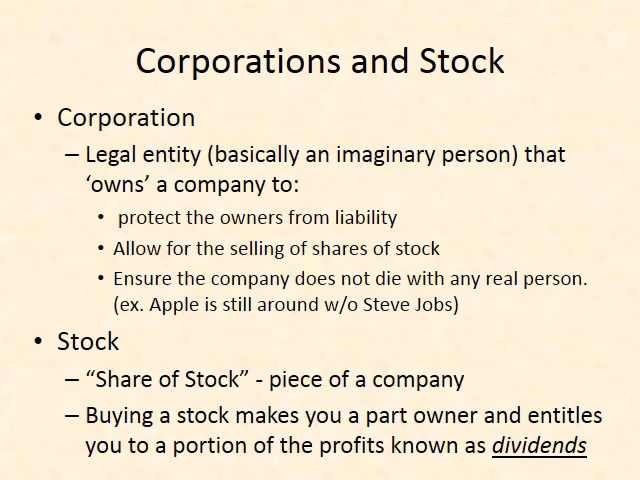 Corporations and Stock
• Corporation
– Legal entity (basically an imaginary person) that
‘owns’ a company to:
• protect the owners from liability
• Allow for the selling of shares of stock
• Ensure the company does not die with any real person.
(ex. Apple is still around w/o Steve Jobs)
• Stock
– “Share of Stock” - piece of a company
– Buying a stock makes you a part owner and entitles
you to a portion of the profits known as dividends